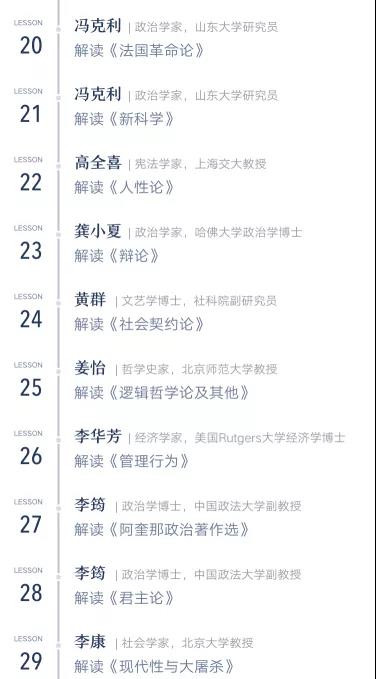 LESSON
20
冯克利 | 政治学家，山东大学研究员
解读《法国革命论》
LESSON
21
冯克利 | 政治学家，山东大学研究员
解读《新科学》
LESSON
22
高全喜 | 宪法学家，上海交大教授
解读《人性论》
LESSON
23
龚小夏 | 政治学家，哈佛大学政治学博士
解读《辩论》
LESSON
24
黄群 | 文艺学博士，社科院副研究员
解读《社会契约论》
LESSON
25
姜怡 | 哲学史家，北京师范大学教授
解读《逻辑哲学论及其他》
LESSON
26
李华芳 | 经济学家，美国Rutgers大学经济学博士
解读《管理行为》
LESSON
27
李筠 | 政治学博士，中国政法大学副教授
解读《阿奎那政治著作选》
LESSON
28
李筠 | 政治学博士，中国政法大学副教授
解读《君主论》
LESSON
29
李康 | 社会学家，北京大学教授
解读《现代性与大屠杀》